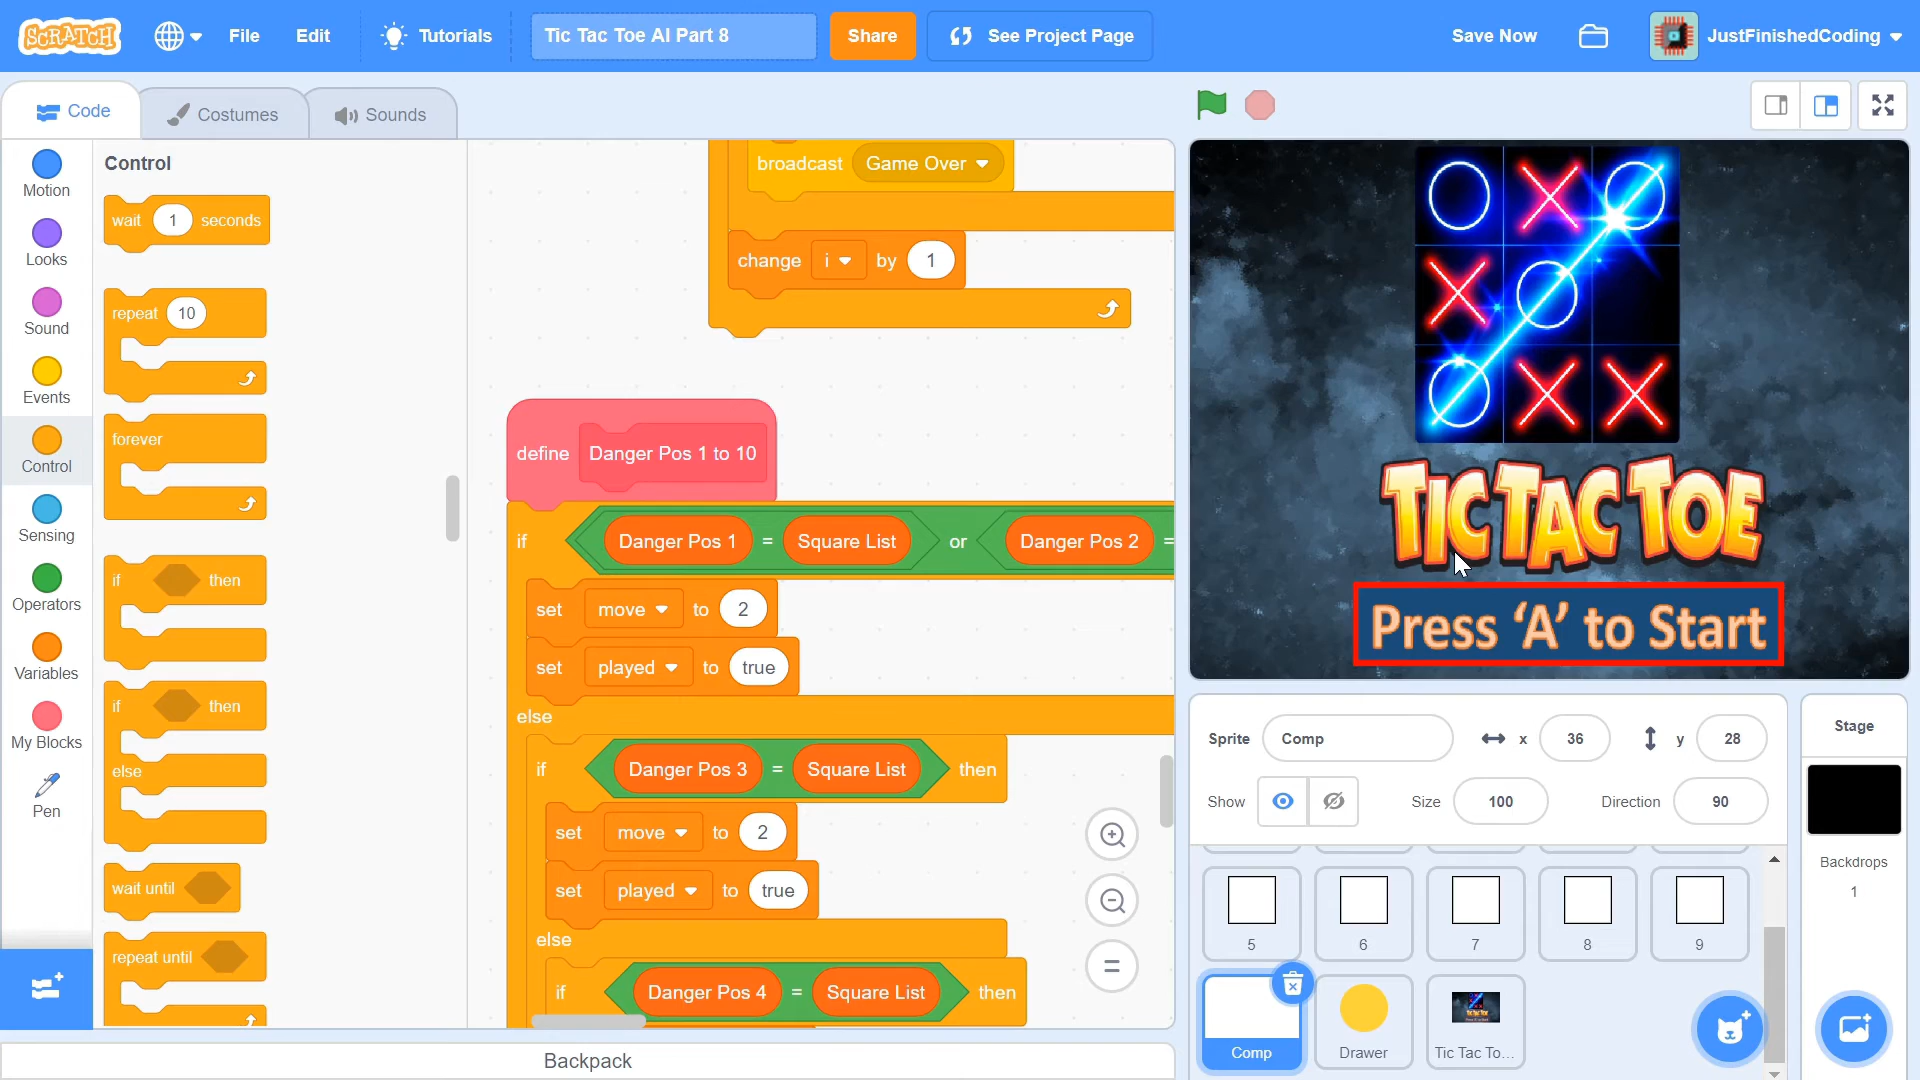 SCRATCH File Edit Tutorials Tic Tac Toe AI Part 8 Share See Project Page Save Now JustFinishedCoding
Code Costumes Sounds
Motion
Looks
Sound
Events
Control
Sensing
Operators
Variables
My Blocks
Pen
Control
wait 1 seconds
repeat 10
forever
if then
if then
else
wait until
repeat until
broadcast Game Over
change i by 1
define Danger Pos 1 to 10
if Danger Pos 1 = Square List or Danger Pos 2 =
set move to 2
set played to true
else
if Danger Pos 3 = Square List then
set move to 2
set played to true
else
if Danger Pos 4 = Square List then
Backpack
TIC TAC TOE
Press ‘A’ to Start
Sprite Comp x 36 y 28
Show Size 100 Direction 90
5 6 7 8 9
Comp Drawer Tic Tac To...
Stage
Backdrops
1